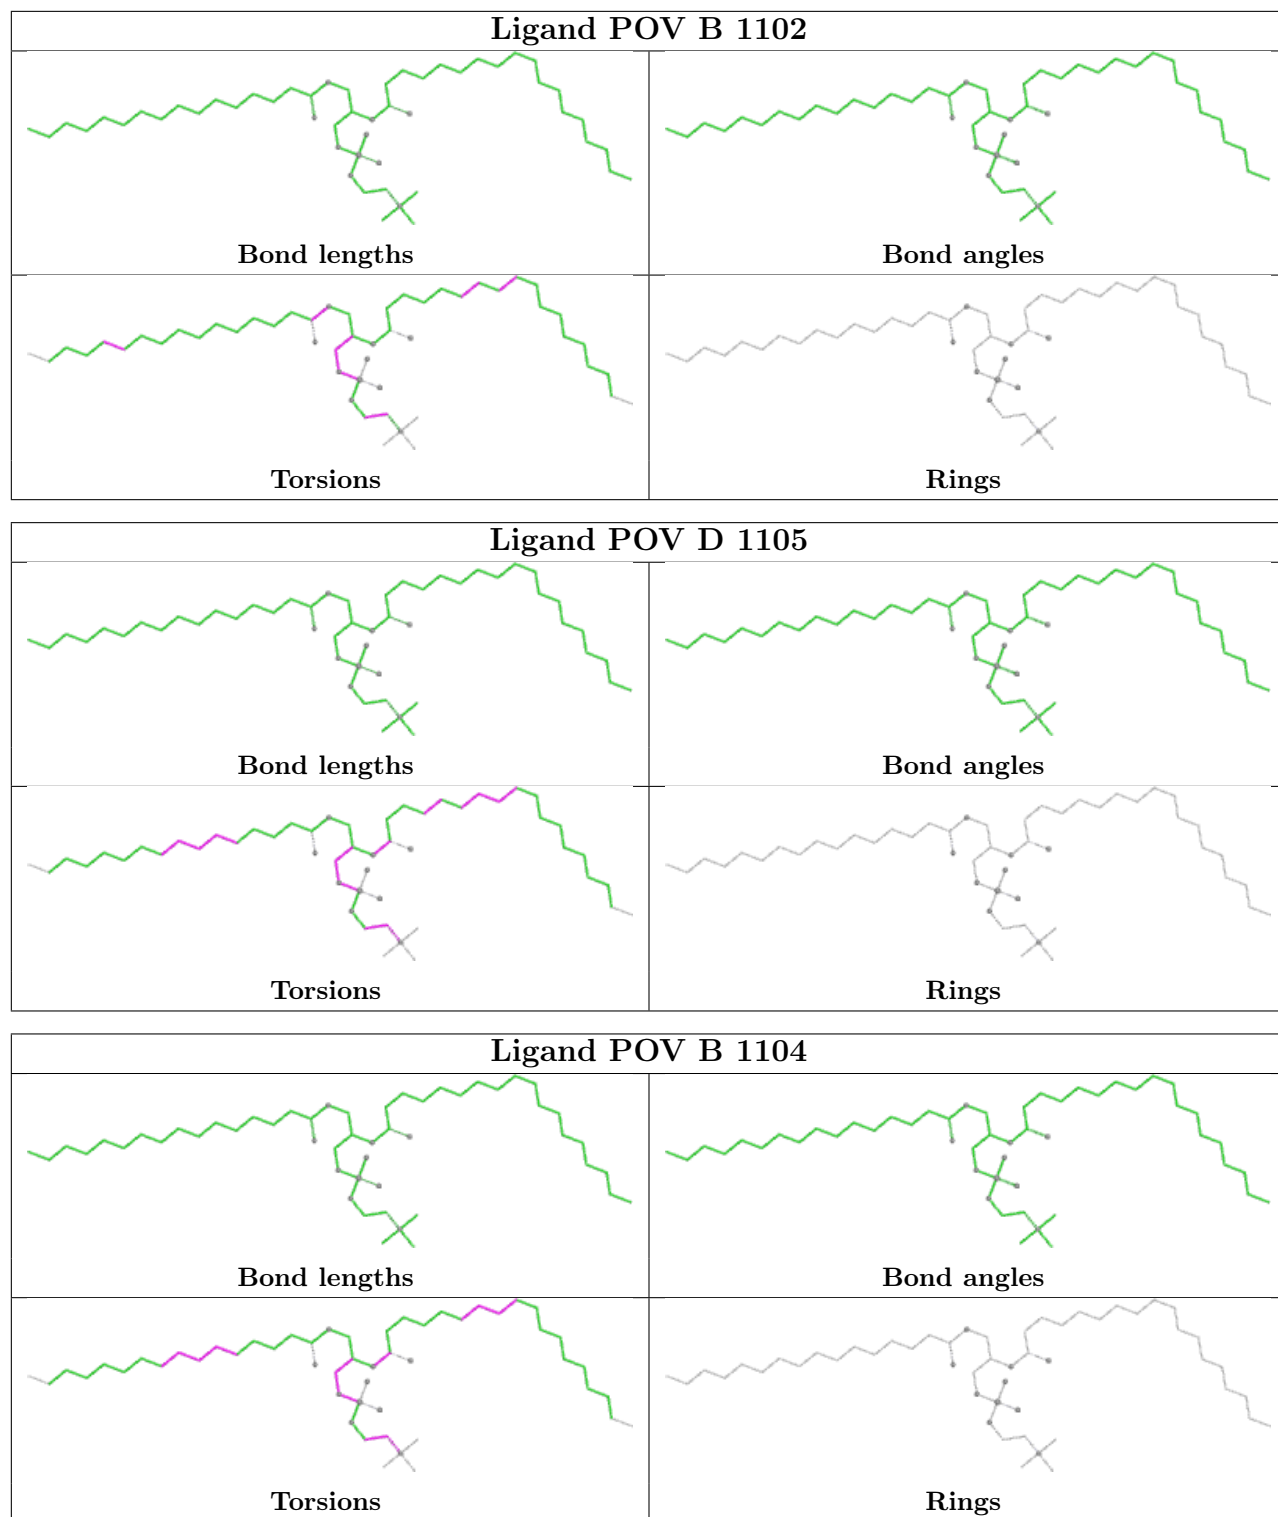 Ligand POV B 1102
Bond lengths
Bond angles
Torsions
Rings
Ligand POV D 1105
Bond lengths
Bond angles
Torsions
Rings
Ligand POV B 1104
Bond lengths
Bond angles
Torsions
Rings